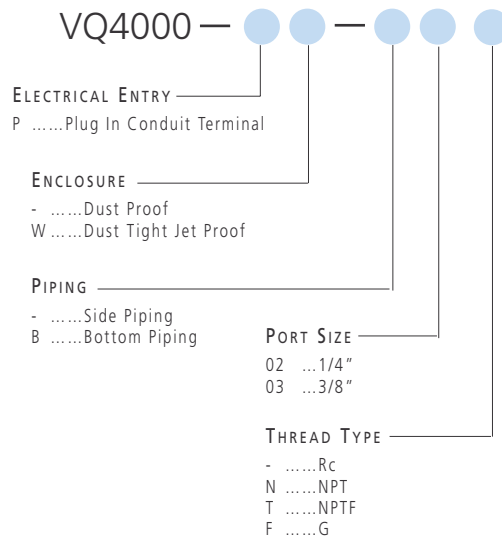 VQ4000 — —
ELECTRICAL ENTRY
P ......Plug In Conduit Terminal
ENCLOSURE
- ......Dust Proof
W ......Dust Tight Jet Proof
PIPING
- ......Side Piping
B ......Bottom Piping
PORT SIZE
02 ...1/4"
03 ...3/8"
THREAD TYPE
- ......Rc
N ......NPT
T ......NPTF
F ......G